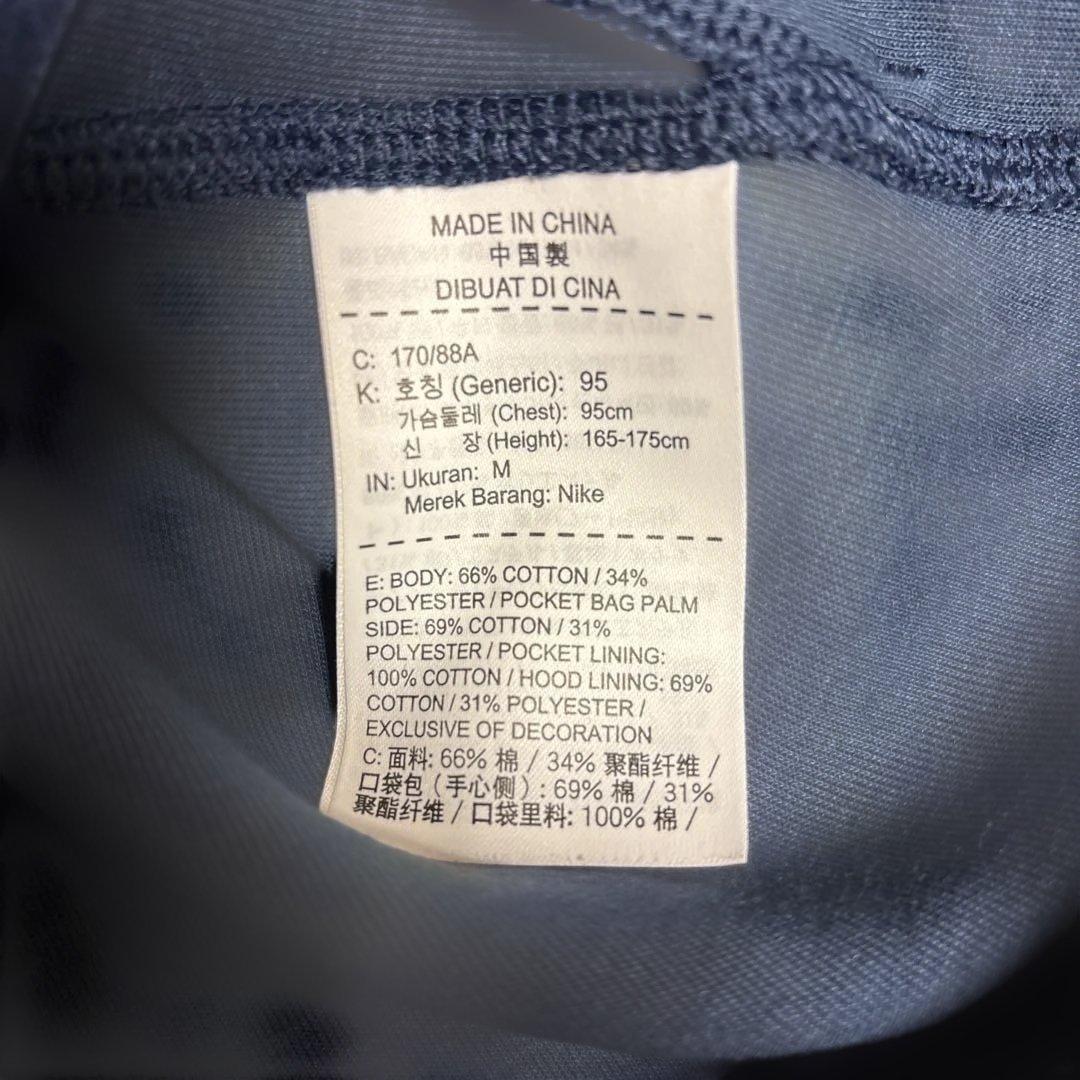 MADE IN CHINA
中国製
DIBUAT DI CINA
C: 170/88A
K: 호칭 (Generic): 95
가슴둘레 (Chest): 95cm
신 장 (Height): 165-175cm
IN: Ukuran: M
Merek Barang: Nike
E: BODY: 66% COTTON / 34%
POLYESTER / POCKET BAG PALM
SIDE: 69% COTTON / 31%
POLYESTER / POCKET LINING:
100% COTTON / HOOD LINING: 69%
COTTON / 31% POLYESTER /
EXCLUSIVE OF DECORATION
C: 面料: 66% 棉 / 34% 聚酯纤维 /
口袋包 (手心侧) : 69% 棉 / 31%
聚酯纤维 / 口袋里料: 100% 棉 /